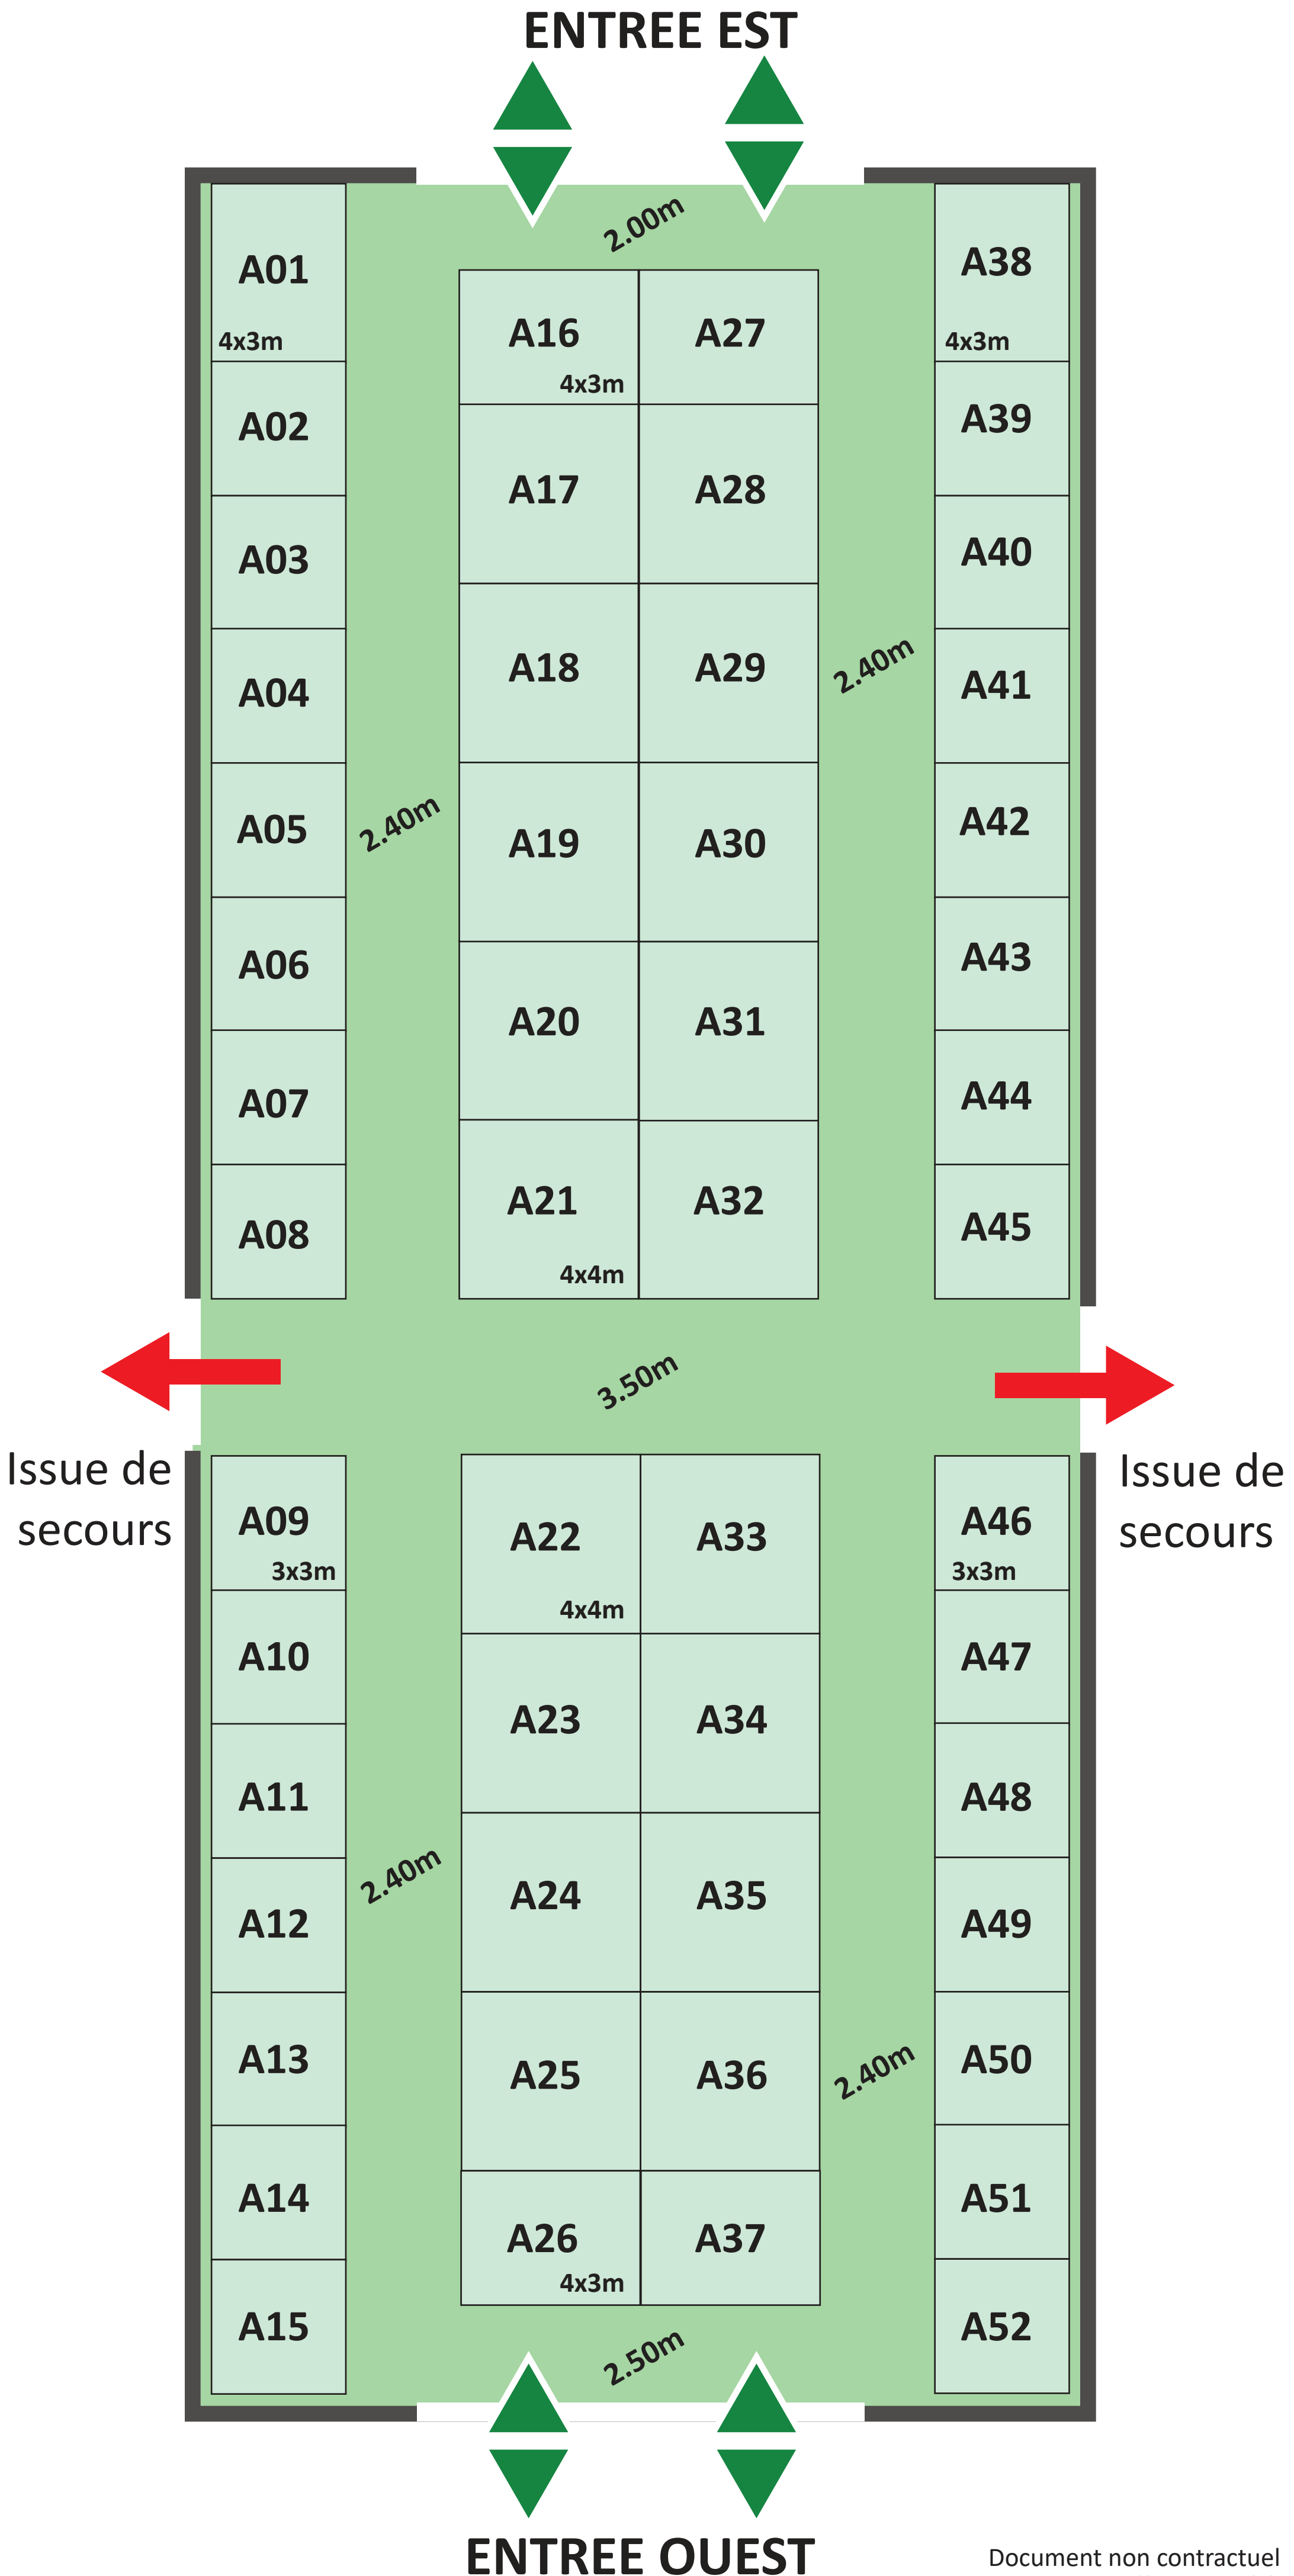 ENTREE EST
2.00m
A01
4x3m
A02
A03
A04
A05
A06
A07
A08
A16
4x3m
A27
A17
A28
A18
A29
A19
A30
A20
A31
A21
4x4m
A32
2.40m
2.40m
A38
4x3m
A39
A40
A41
A42
A43
A44
A45
3.50m
Issue de
secours
Issue de
secours
A09
3x3m
A10
A11
A12
A13
A14
A15
A22
4x4m
A33
A23
A34
A24
A35
A25
A36
A26
4x3m
A37
2.40m
2.40m
A46
3x3m
A47
A48
A49
A50
A51
A52
2.50m
ENTREE OUEST
Document non contractuel